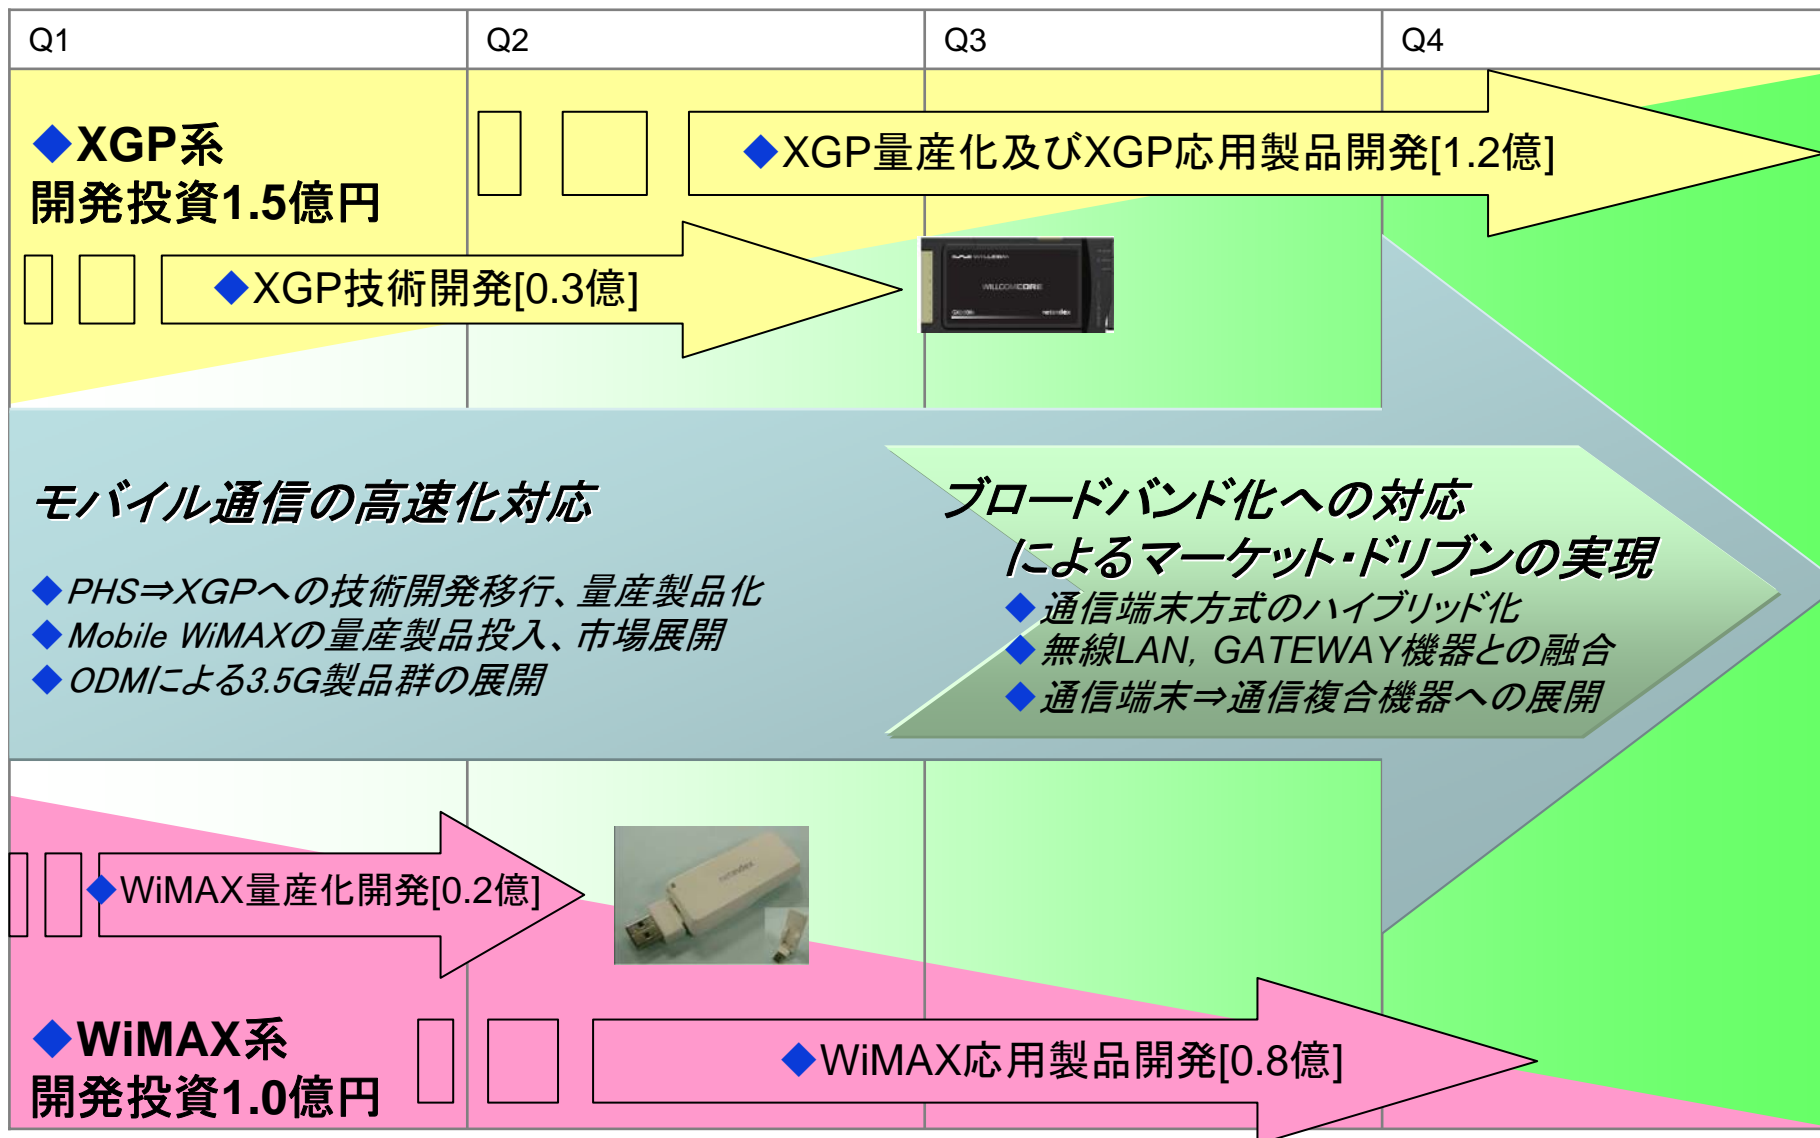 Q1
Q2
Q3
Q4
◆XGP系
開発投資1.5億円
◆XGP量産化及びXGP応用製品開発[1.2億]
◆XGP技術開発[0.3億]
WILLCOMCORE
netindex
モバイル通信の高速化対応
◆PHS⇒XGPへの技術開発移行、量産製品化
◆Mobile WiMAXの量産製品投入、市場展開
◆ODMによる3.5G製品群の展開
ブロードバンド化への対応
によるマーケット・ドリブンの実現
◆通信端末方式のハイブリッド化
◆無線LAN, GATEWAY機器との融合
◆通信端末⇒通信複合機器への展開
◆WiMAX量産化開発[0.2億]
netindex
◆WiMAX系
開発投資1.0億円
◆WiMAX応用製品開発[0.8億]